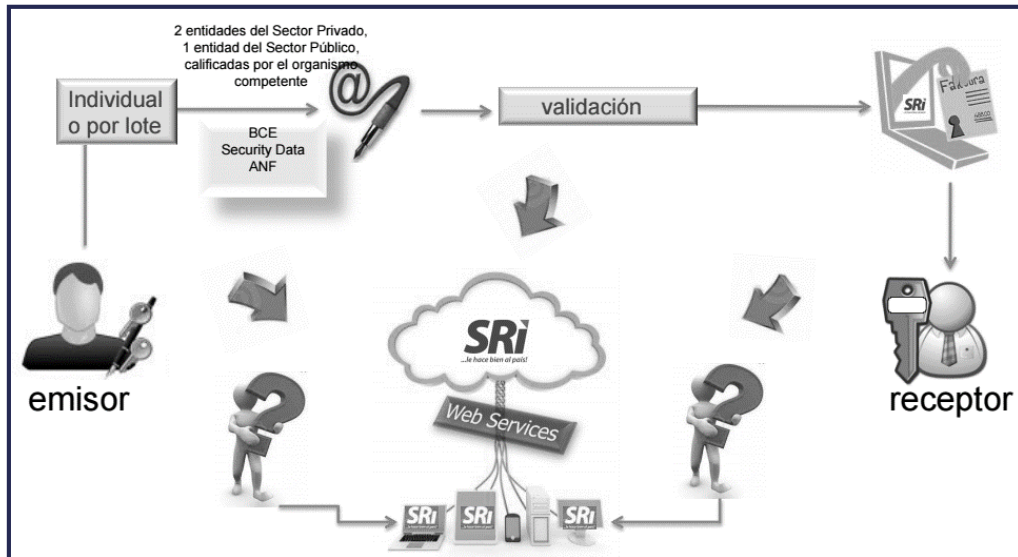 2 entidades del Sector Privado,
1 entidad del Sector Público,
calificadas por el organismo
competente
Individual
o por lote
BCE
Security Data
ANF
validación
SRi
Faktura
emisor
SRi
...le hace bien al país!
Web Services
receptor
SRi
SRi
SRi